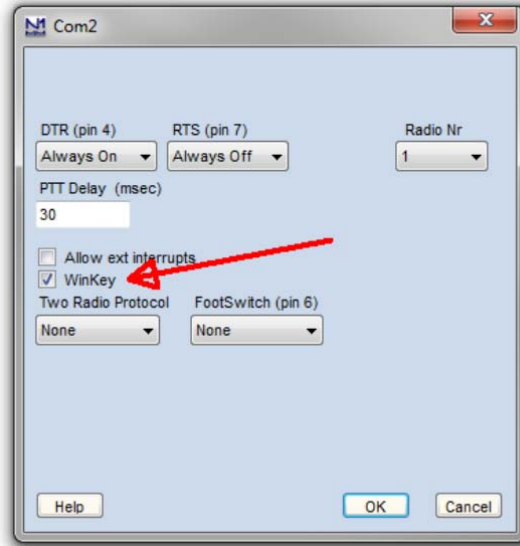 N1 Com2
DTR (pin 4) RTS (pin 7) Radio Nr
Always On Always Off 1
PTT Delay (msec)
30
Allow ext interrupts
WinKey
Two Radio Protocol FootSwitch (pin 6)
None None
Help OK Cancel